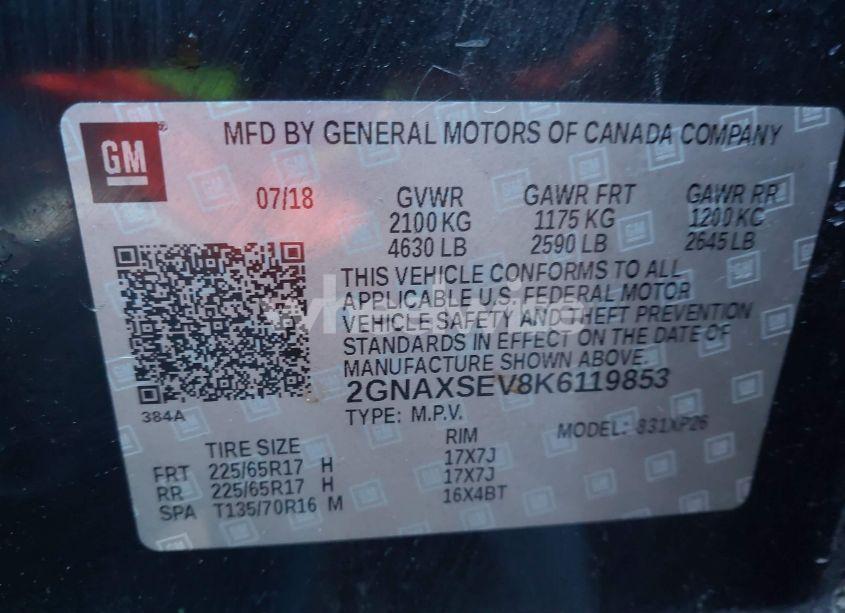 GM
MFD BY GENERAL MOTORS OF CANADA COMPANY
07/18 GVWR GAWR FRT GAWR RR
2100 KG 1175 KG 1200 KG
4630 LB 2590 LB 2645 LB
THIS VEHICLE CONFORMS TO ALL
APPLICABLE U.S. FEDERAL MOTOR
VEHICLE SAFETY AND THEFT PREVENTION
STANDARDS IN EFFECT ON THE DATE OF
MANUFACTURE SHOWN ABOVE.
2GNAXSEV8K6119853
384A
TYPE: M.P.V. MODEL: 831XP26
TIRE SIZE RIM
FRT 225/65R17 H 17X7J
RR 225/65R17 H 17X7J
SPA T135/70R16 M 16X4BT